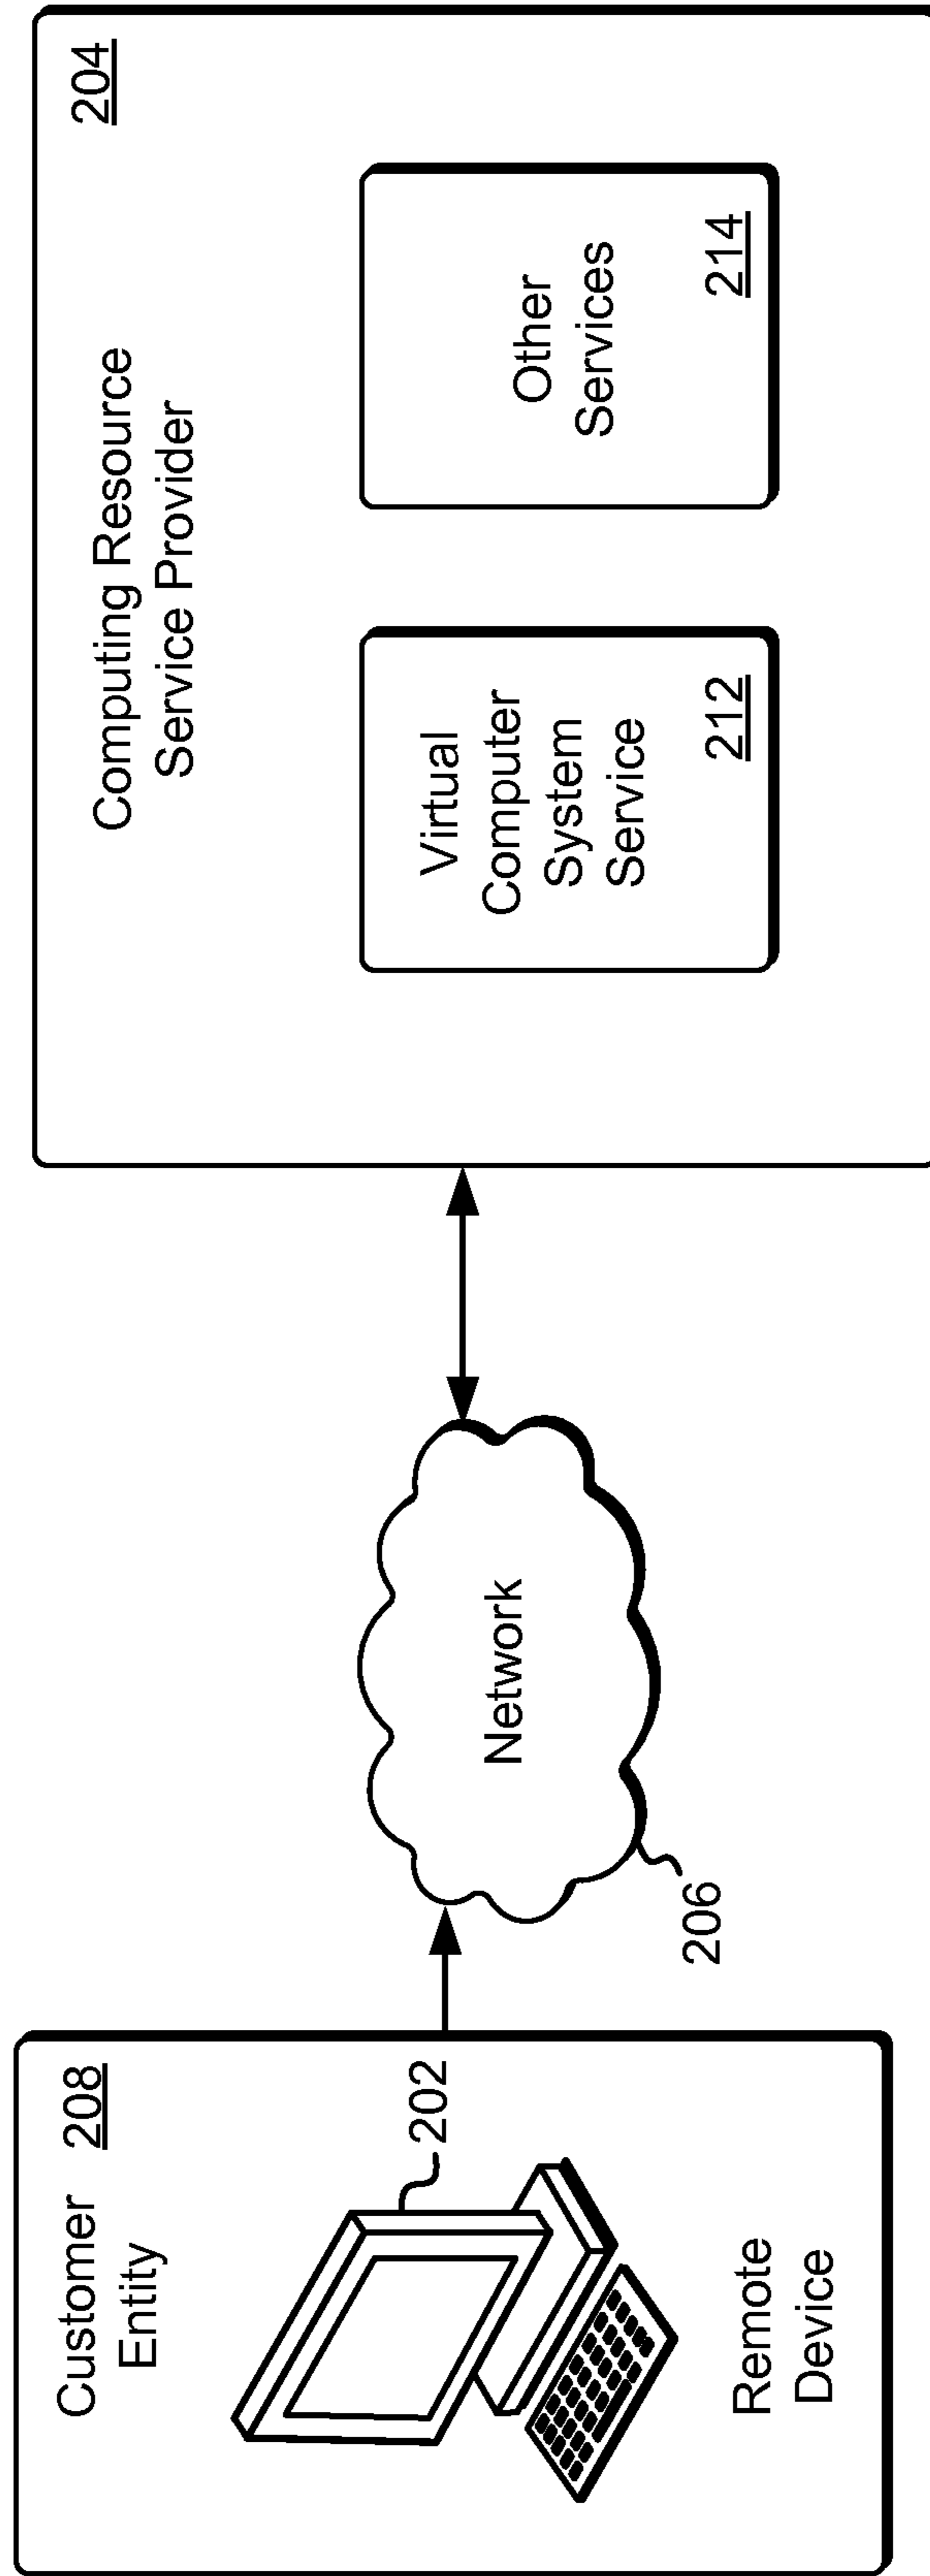 Customer
Entity
208
202
Remote
Device
Network
206
Computing Resource
Service Provider
204
Virtual
Computer
System
Service
212
Other
Services
214